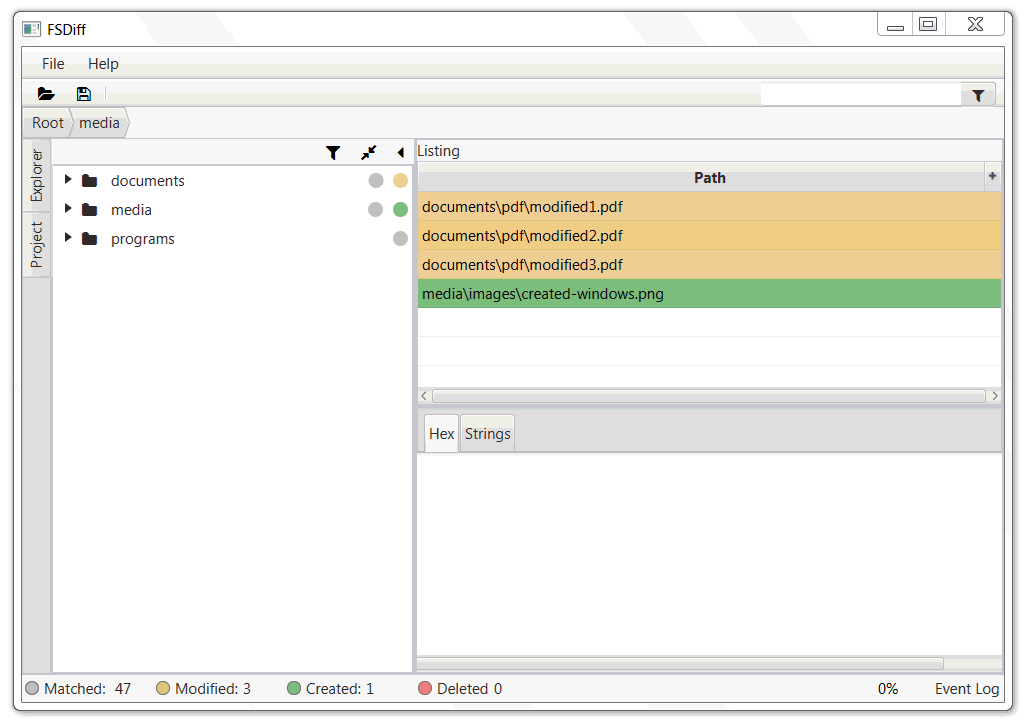 FSDiff
File Help
Root media
Explorer
Project
documents
media
programs
Listing
Path +
documents\pdf\modified1.pdf
documents\pdf\modified2.pdf
documents\pdf\modified3.pdf
media\images\created-windows.png
Hex Strings
Matched: 47 Modified: 3 Created: 1 Deleted 0 0% Event Log